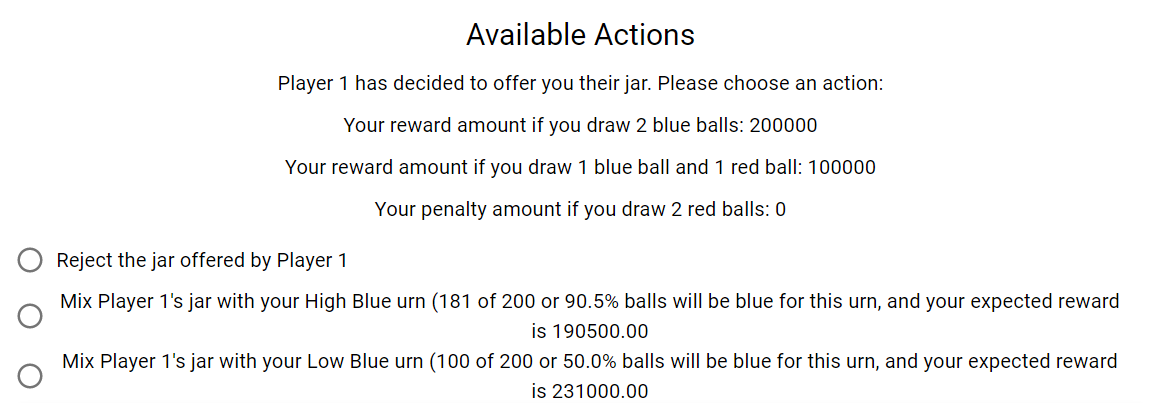 Available Actions
Player 1 has decided to offer you their jar. Please choose an action:
Your reward amount if you draw 2 blue balls: 200000
Your reward amount if you draw 1 blue ball and 1 red ball: 100000
Your penalty amount if you draw 2 red balls: 0
Reject the jar offered by Player 1
Mix Player 1's jar with your High Blue urn (181 of 200 or 90.5% balls will be blue for this urn, and your expected reward
is 190500.00
Mix Player 1's jar with your Low Blue urn (100 of 200 or 50.0% balls will be blue for this urn, and your expected reward
is 231000.00